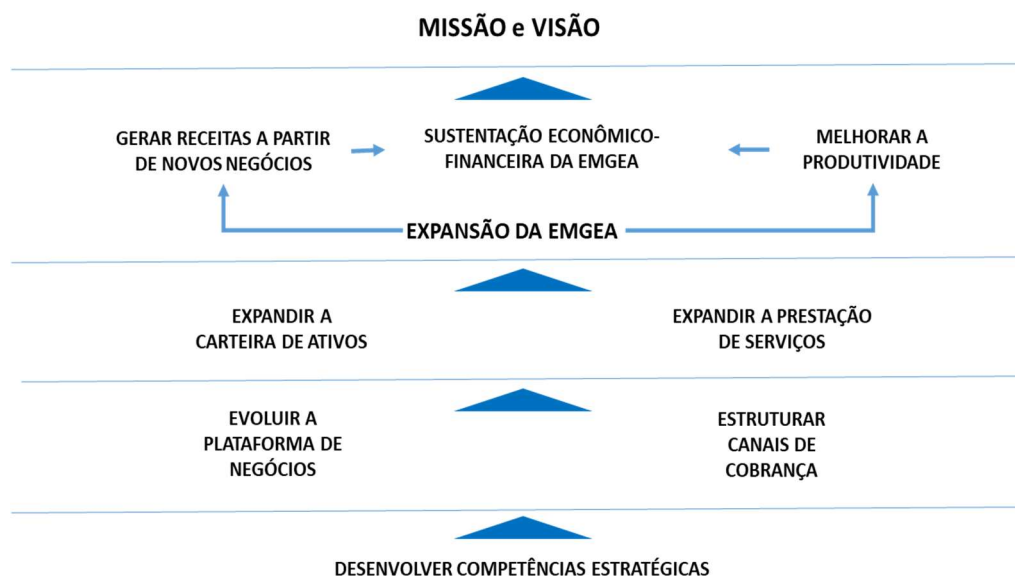 MISSÃO e VISÃO
GERAR RECEITAS A PARTIR
DE NOVOS NEGÓCIOS
SUSTENTAÇÃO ECONÔMICO-
FINANCEIRA DA EMGEA
MELHORAR A
PRODUTIVIDADE
EXPANSÃO DA EMGEA
EXPANDIR A
CARTEIRA DE ATIVOS
EXPANDIR A PRESTAÇÃO
DE SERVIÇOS
EVOLUIR A
PLATAFORMA DE
NEGÓCIOS
ESTRUTURAR
CANAIS DE
COBRANÇA
DESENVOLVER COMPETÊNCIAS ESTRATÉGICAS